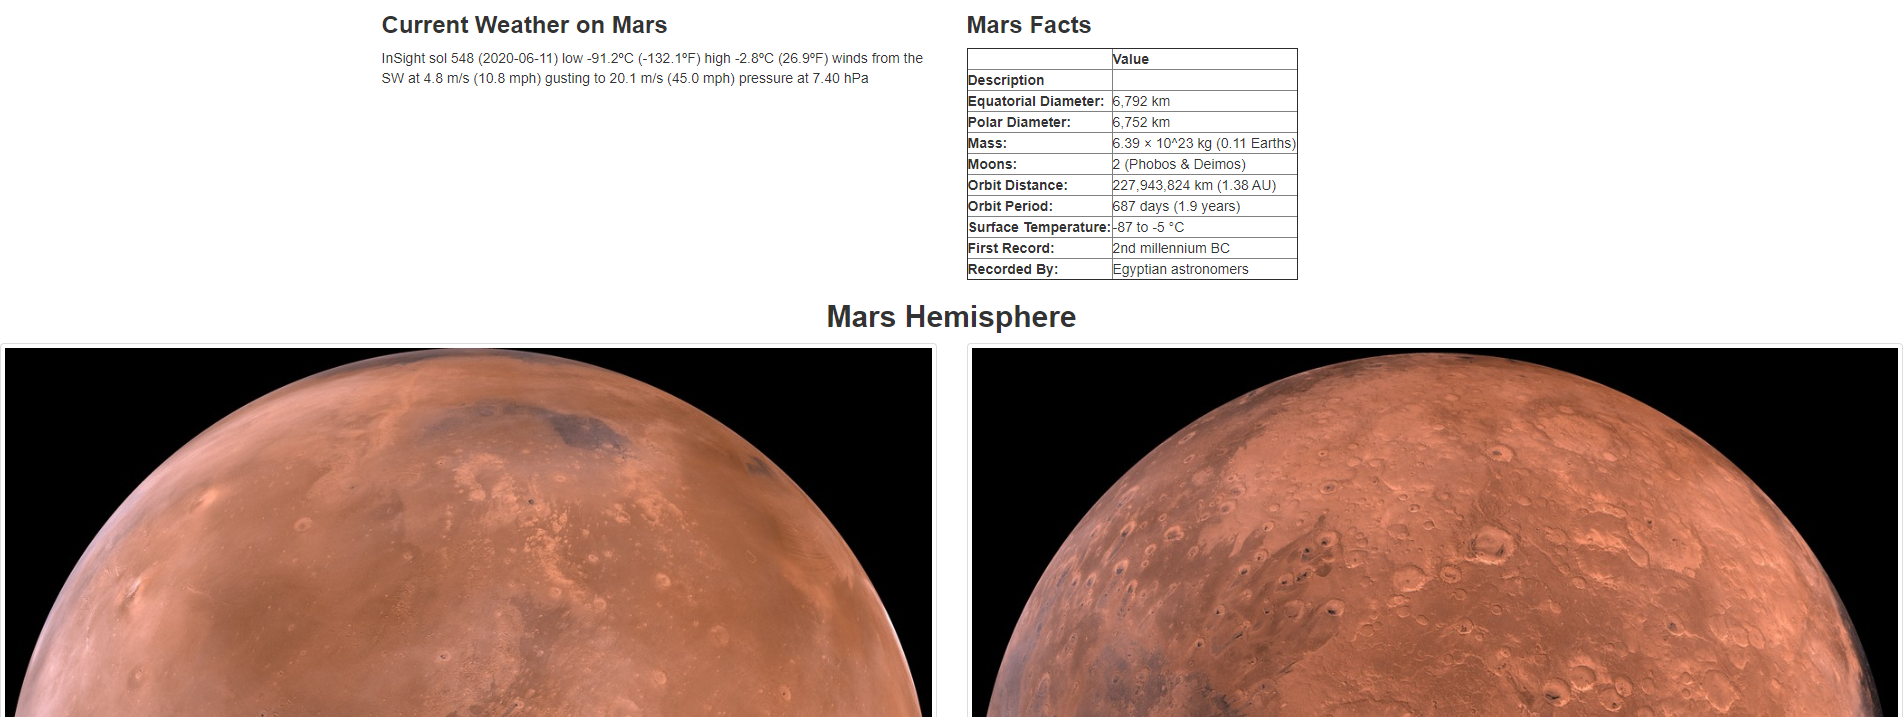 Current Weather on Mars
InSight sol 548 (2020-06-11) low -91.2ºC (-132.1ºF) high -2.8ºC (26.9ºF) winds from the
SW at 4.8 m/s (10.8 mph) gusting to 20.1 m/s (45.0 mph) pressure at 7.40 hPa
Mars Facts
Value
Description
Equatorial Diameter: 6,792 km
Polar Diameter: 6,752 km
Mass: 6.39 × 10^23 kg (0.11 Earths)
Moons: 2 (Phobos & Deimos)
Orbit Distance: 227,943,824 km (1.38 AU)
Orbit Period: 687 days (1.9 years)
Surface Temperature: -87 to -5 °C
First Record: 2nd millennium BC
Recorded By: Egyptian astronomers
Mars Hemisphere